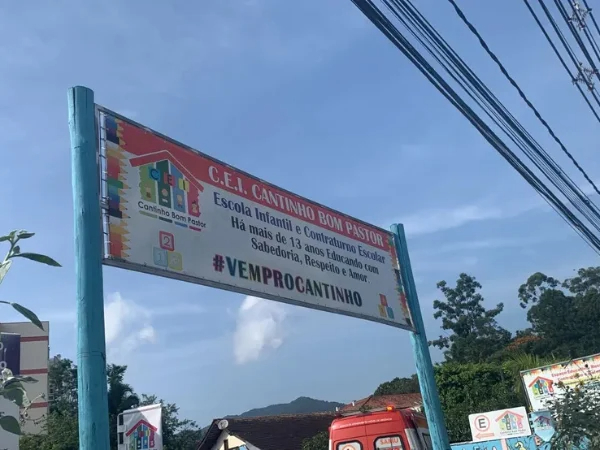 C.E.I. CANTINHO BOM PASTOR
Escola Infantil e Contraturno Escolar
Há mais de 13 anos Educando com
Sabedoria, Respeito e Amor.
#VEMPROCANTINHO
CEI
Cantinho Bom Pastor
E